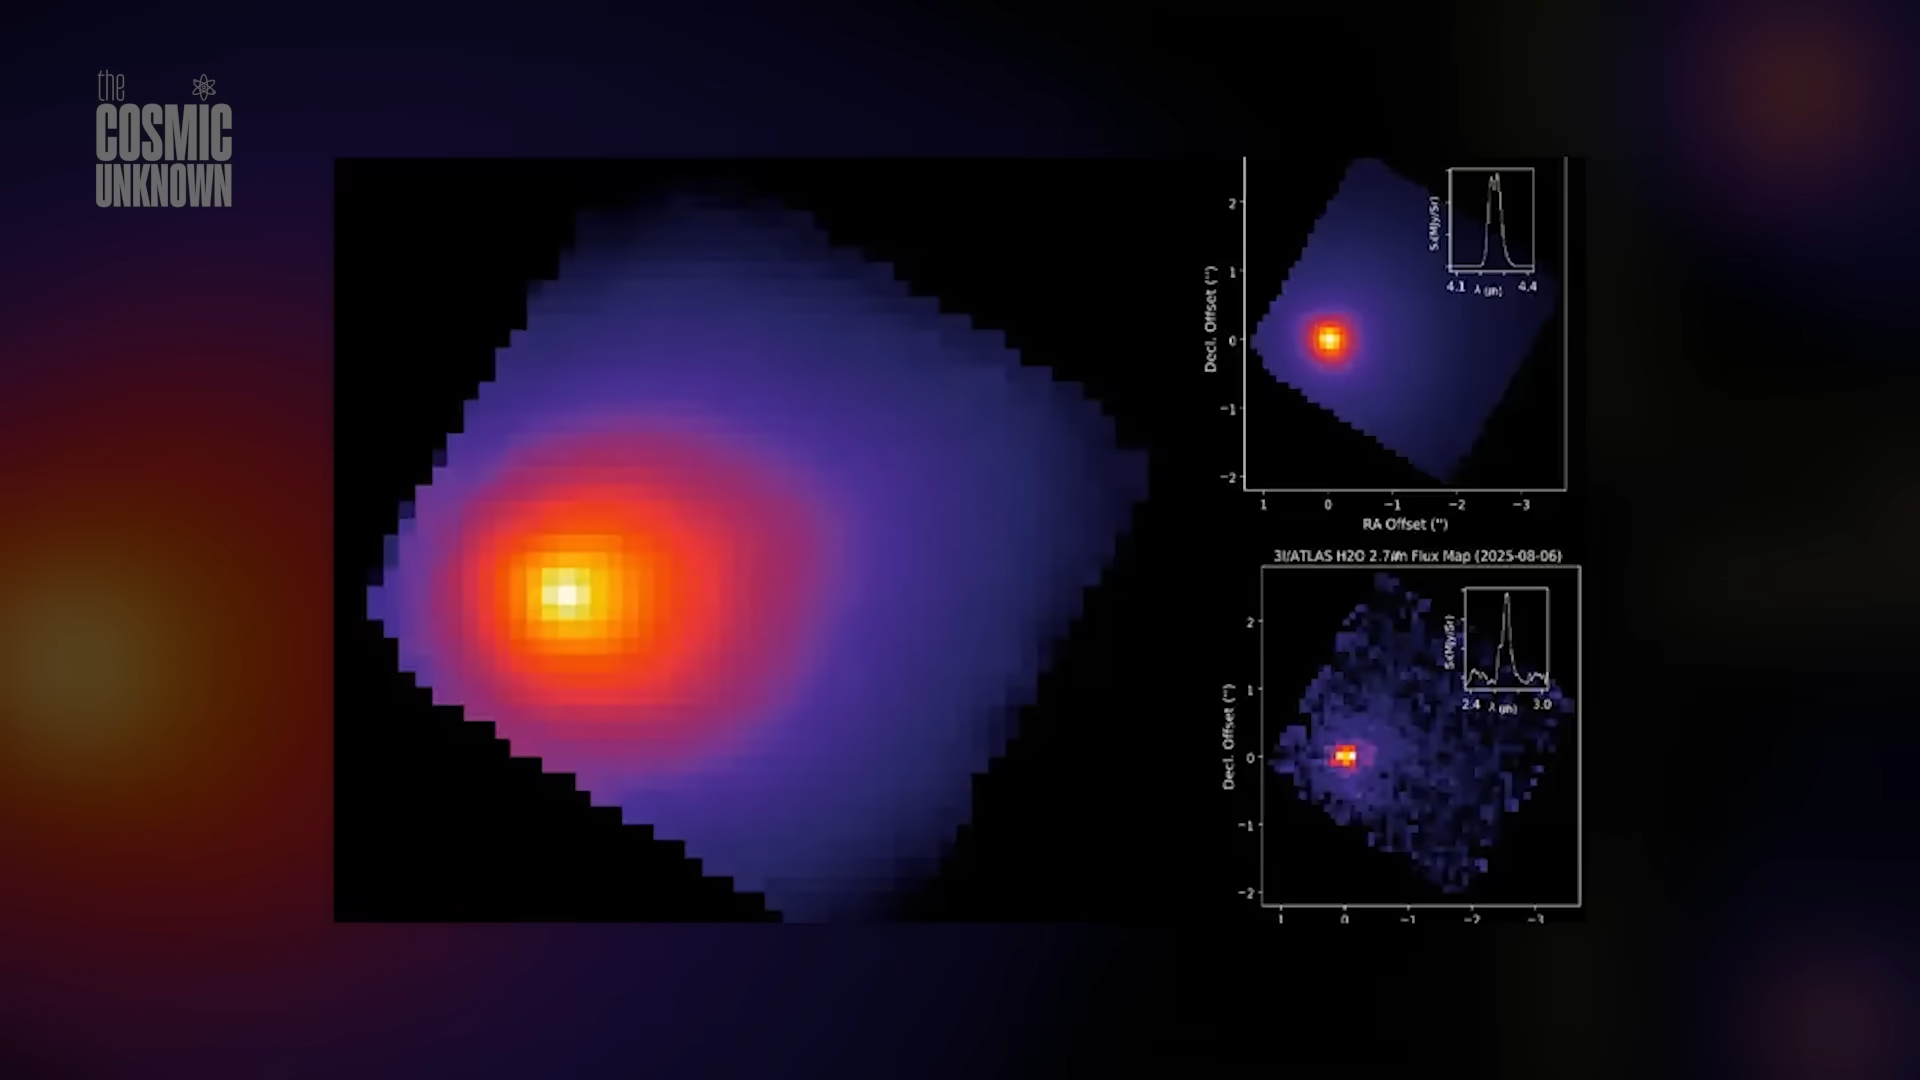 the
COSMIC
UNKNOWN
Decl. Offset (")
2
1
0
−1
−2
1
0
−1
−2
−3
RA Offset (")
S(MJy/Sr)
4.1
λ (μm)
4.4
3I/ATLAS H2O 2.7μm Flux Map (2025-08-06)
Decl. Offset (")
2
1
0
−1
−2
1
0
−1
−2
−3
S(MJy/Sr)
2.4
λ (μm)
3.0